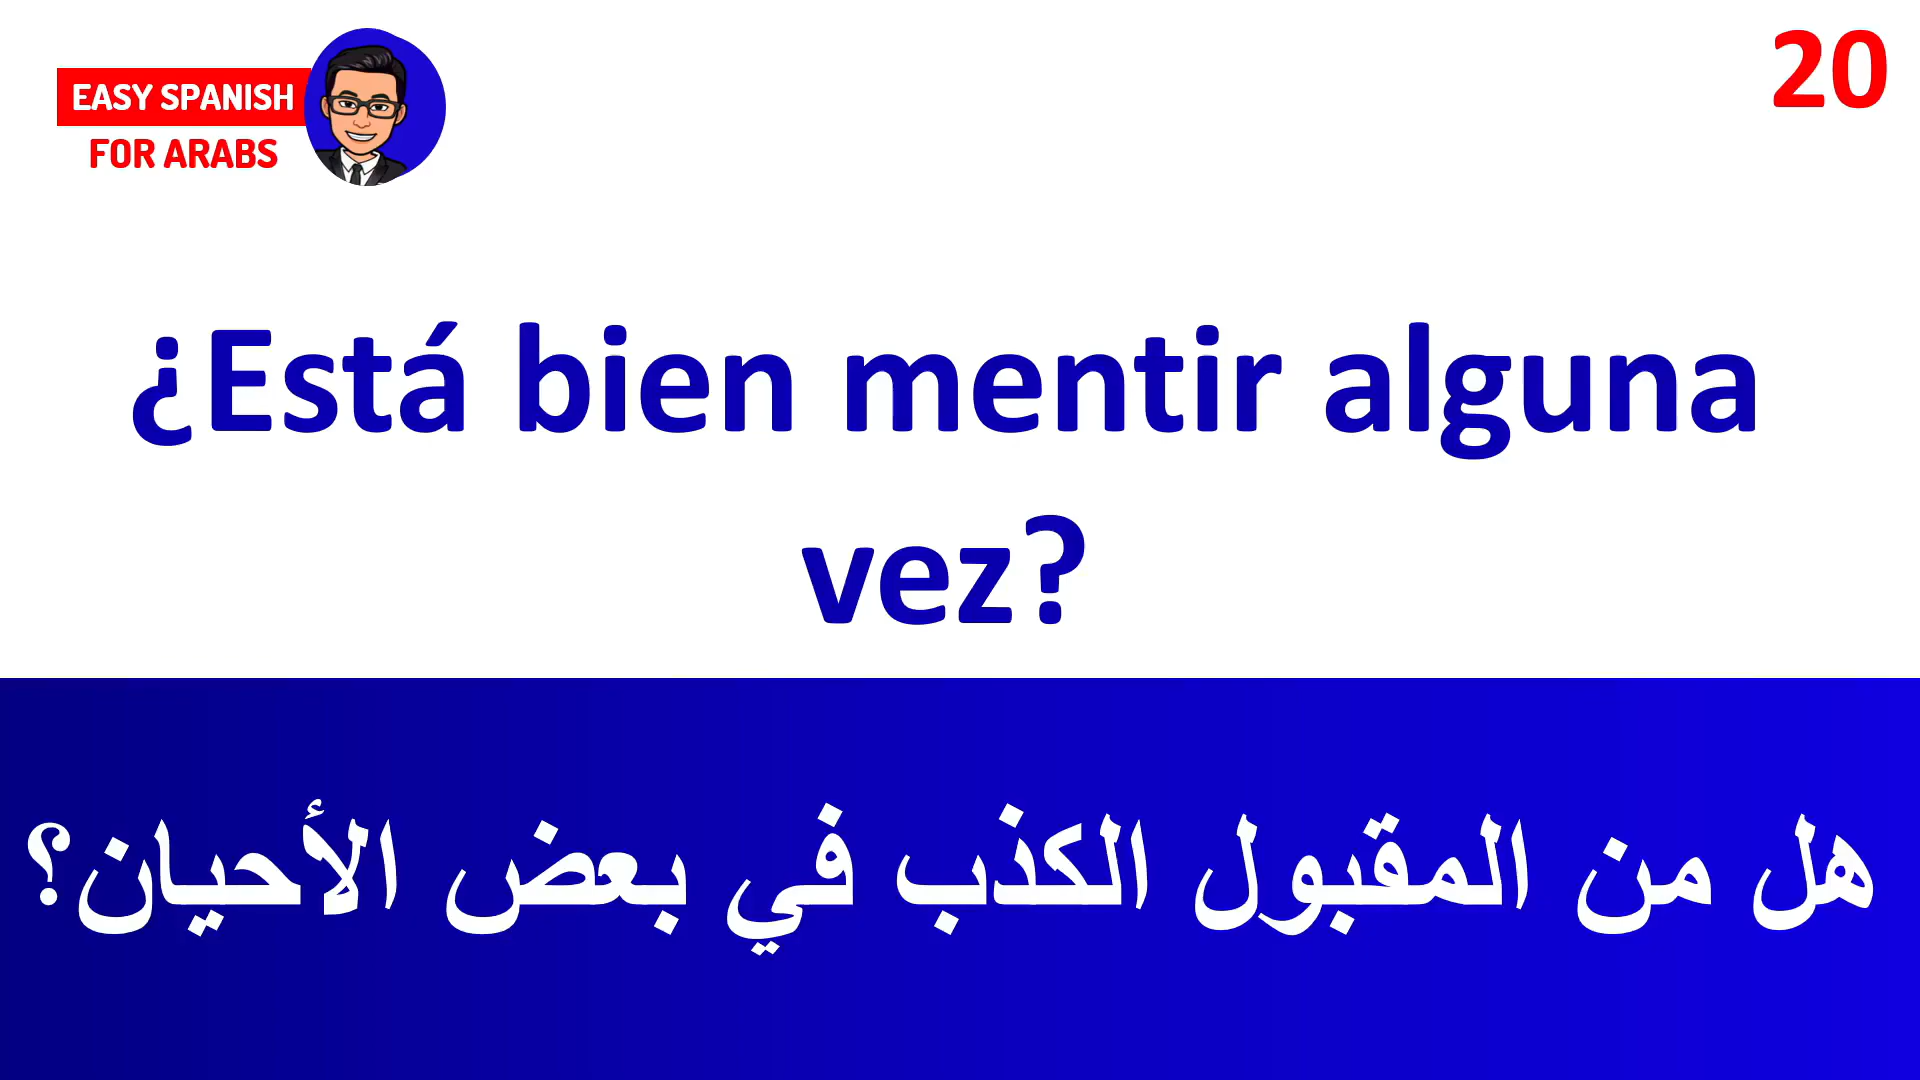 EASY SPANISH
FOR ARABS
20
¿Está bien mentir alguna
vez?
هل من المقبول الكذب في بعض الأحيان؟